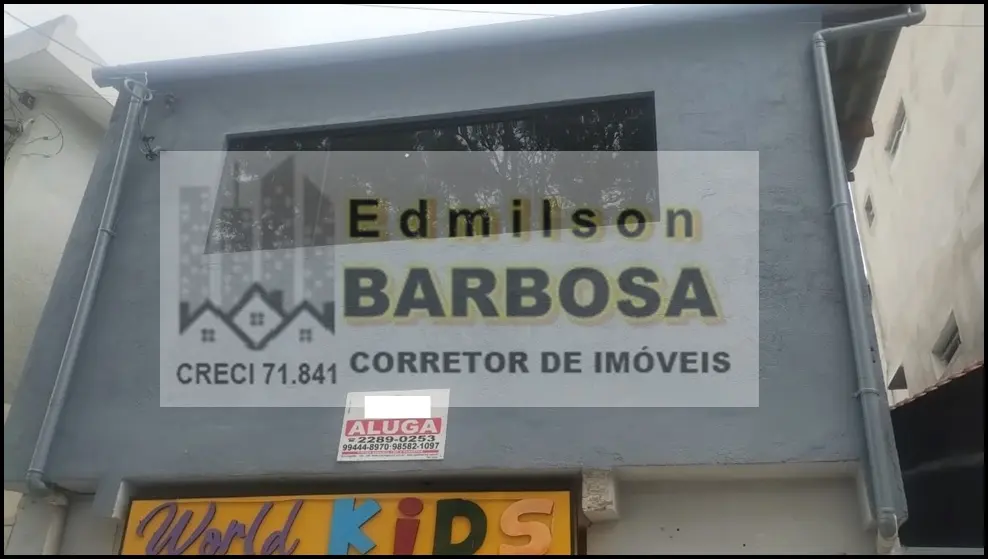 Edmilson
BARBOSA
CRECI 71.841
CORRETOR DE IMÓVEIS
ALUGA
2289-0253
99444-8970·98582-1097
World KiDS